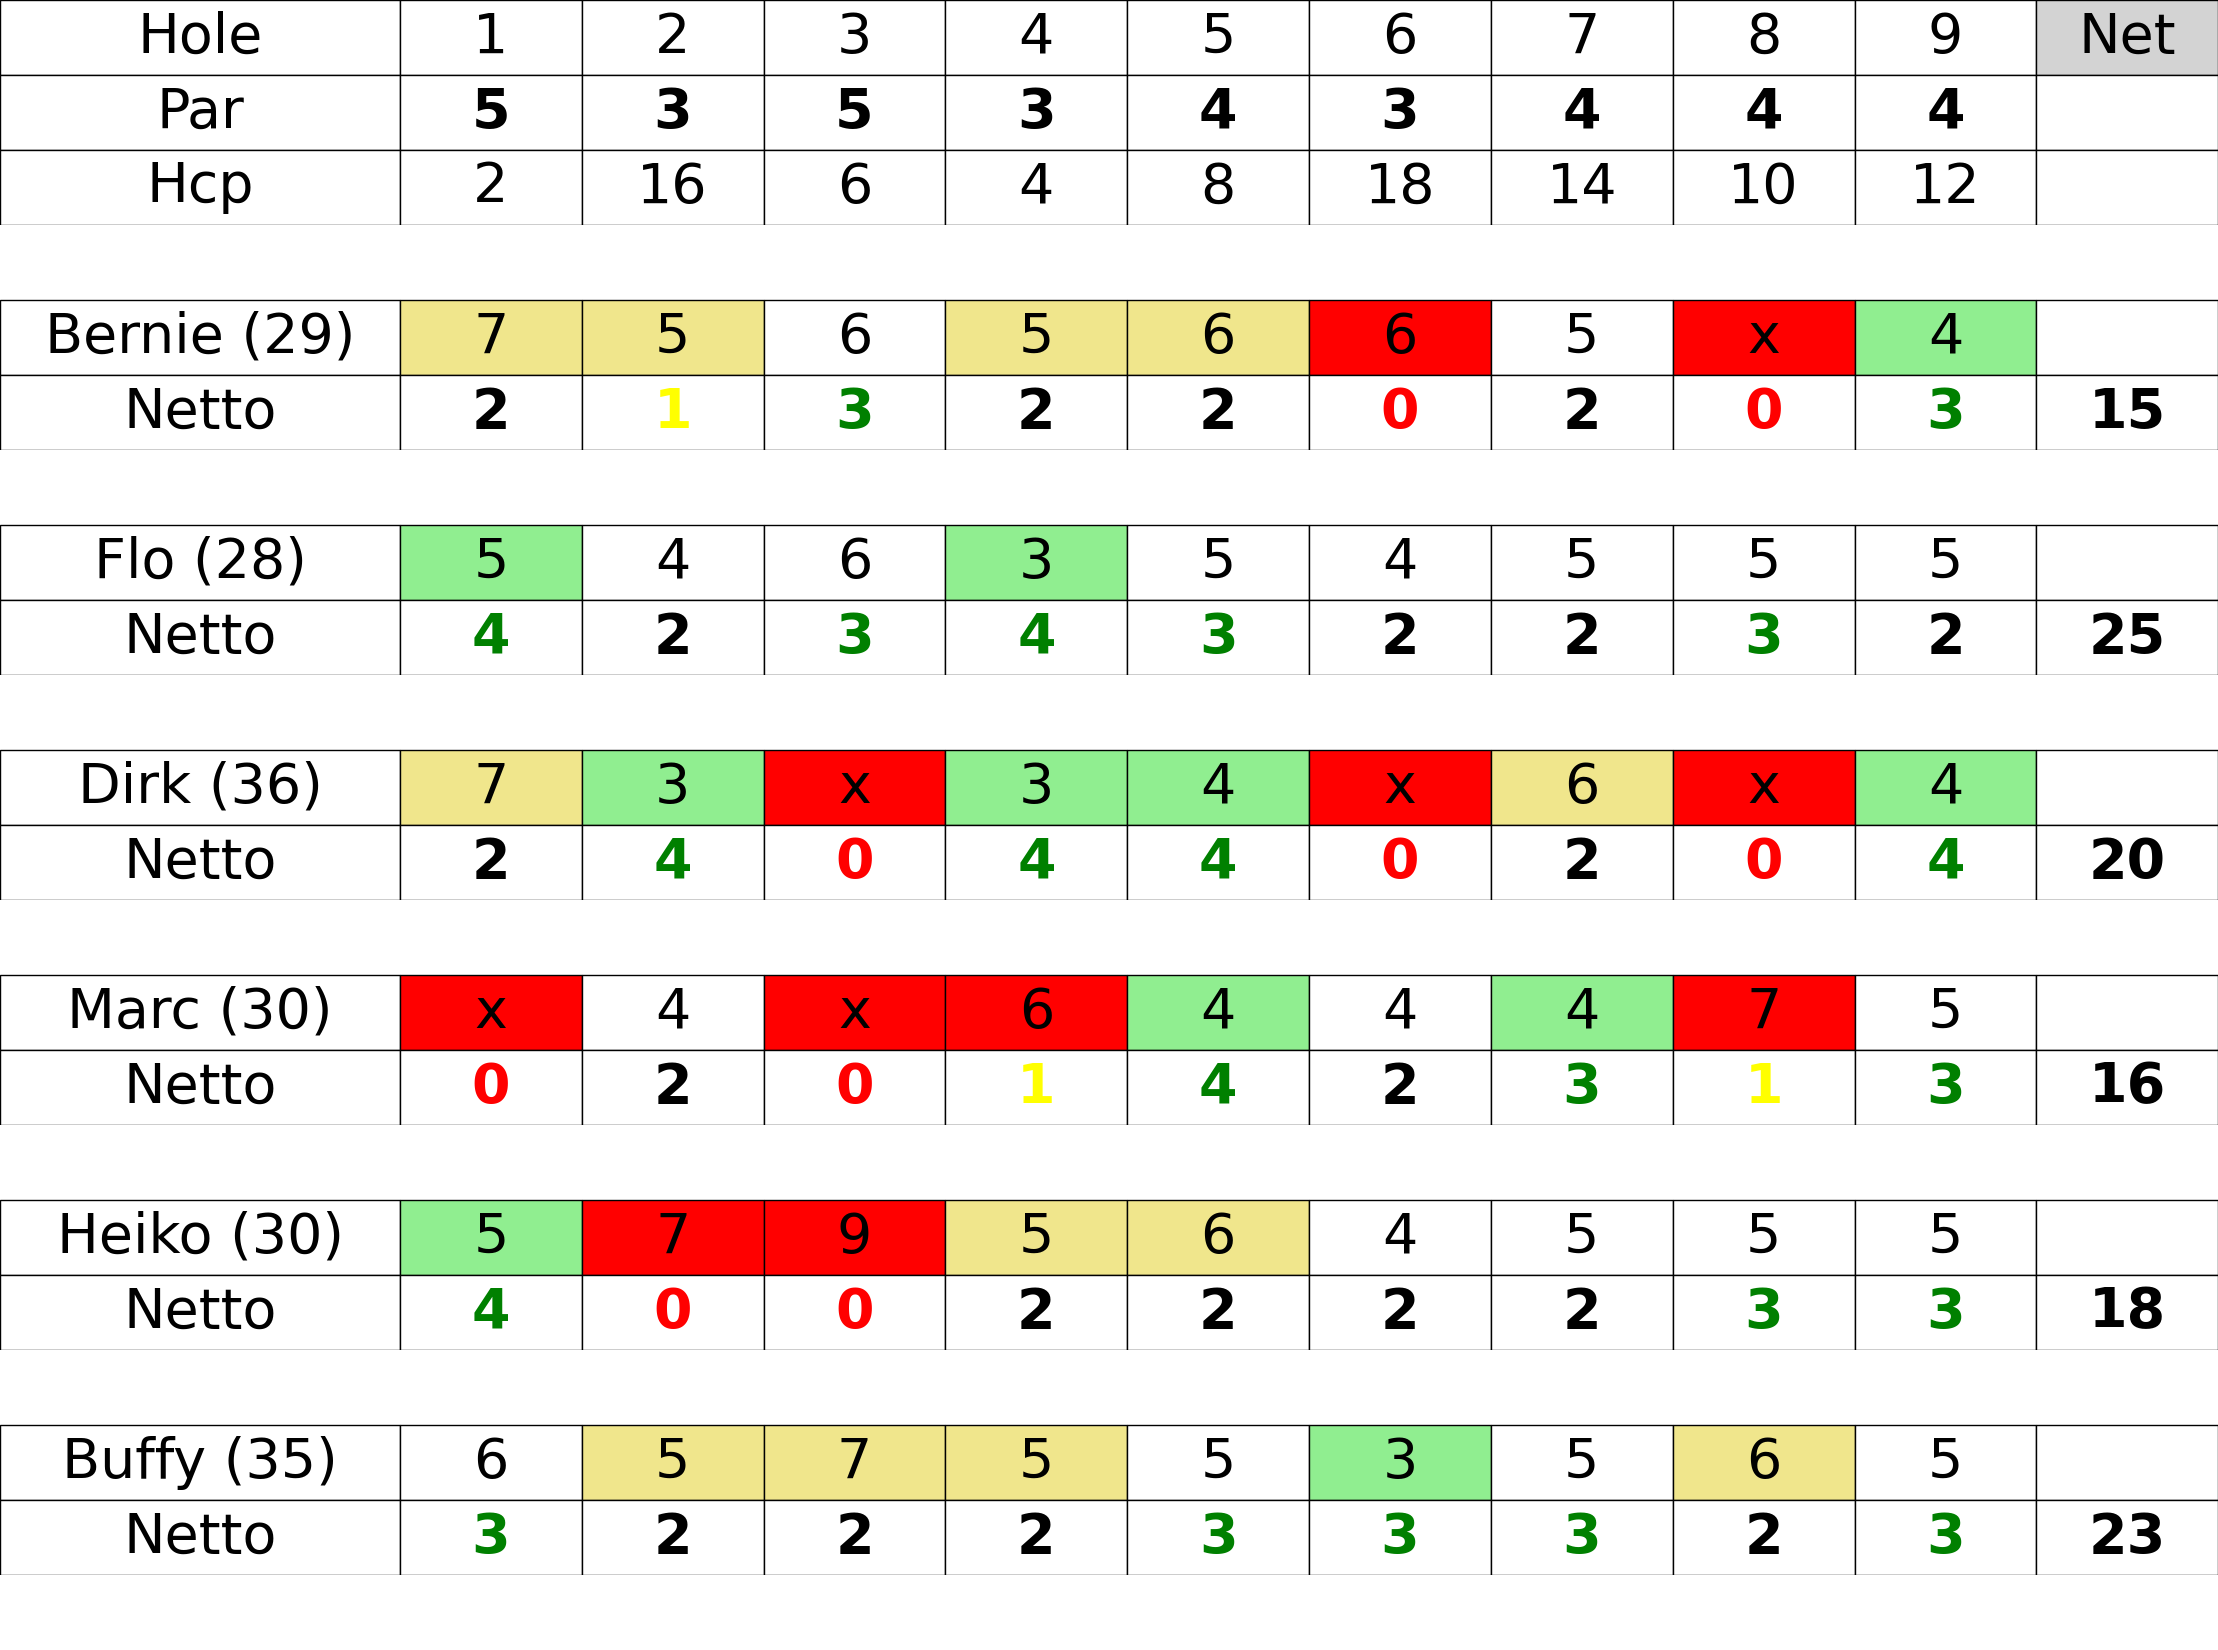 Hole 1 2 3 4 5 6 7 8 9 Net
Par 5 3 5 3 4 3 4 4 4
Hcp 2 16 6 4 8 18 14 10 12
Bernie (29) 7 5 6 5 6 6 5 x 4
Netto 2 1 3 2 2 0 2 0 3 15
Flo (28) 5 4 6 3 5 4 5 5 5
Netto 4 2 3 4 3 2 2 3 2 25
Dirk (36) 7 3 x 3 4 x 6 x 4
Netto 2 4 0 4 4 0 2 0 4 20
Marc (30) x 4 x 6 4 4 4 7 5
Netto 0 2 0 1 4 2 3 1 3 16
Heiko (30) 5 7 9 5 6 4 5 5 5
Netto 4 0 0 2 2 2 2 3 3 18
Buffy (35) 6 5 7 5 5 3 5 6 5
Netto 3 2 2 2 3 3 3 2 3 23